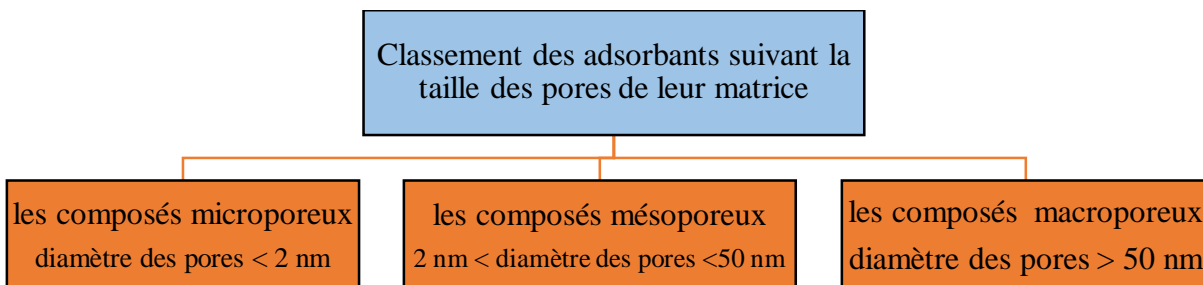 Classement des adsorbants suivant la
taille des pores de leur matrice
les composés microporeux
diamètre des pores < 2 nm
les composés mésoporeux
2 nm < diamètre des pores <50 nm
les composés macroporeux
diamètre des pores > 50 nm